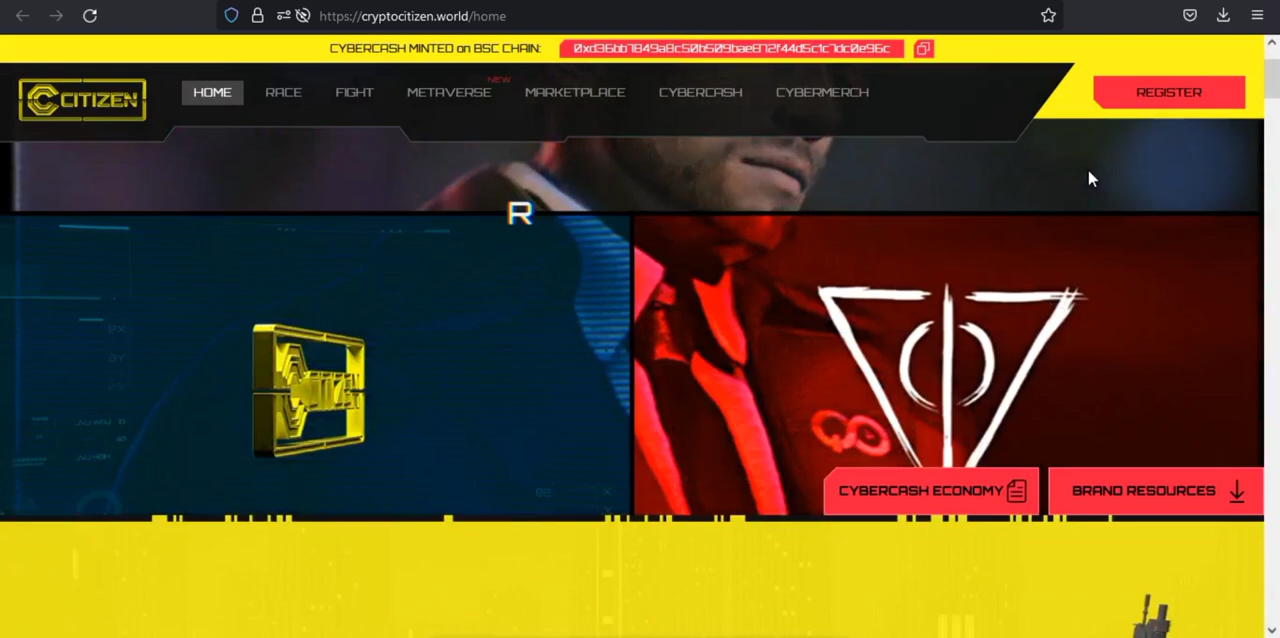 https://cryptocitizen.world/home
CYBERCASH MINTED on BSC CHAIN:
CITIZEN
HOME
RACE
FIGHT
NEW
METAVERSE
MARKETPLACE
CYBERCASH
CYBERMERCH
REGISTER
R
CYBERCASH ECONOMY
BRAND RESOURCES